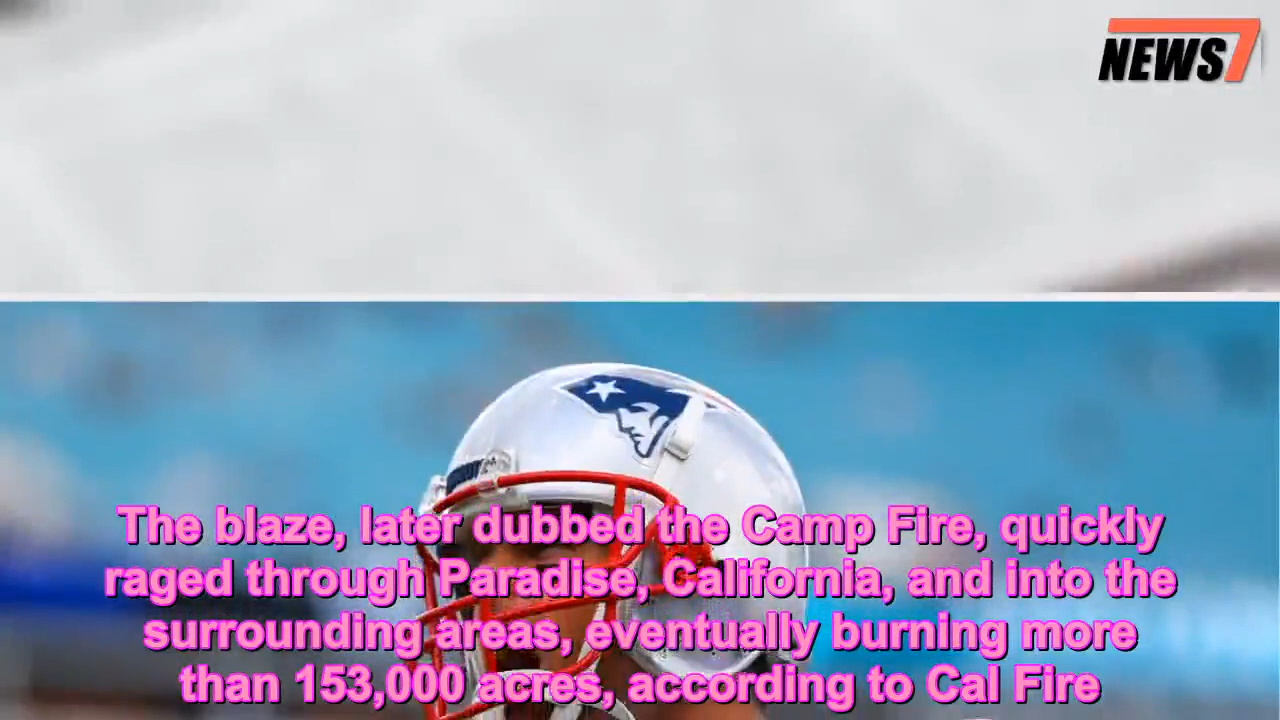 NEWS7
The blaze, later dubbed the Camp Fire, quickly
raged through Paradise, California, and into the
surrounding areas, eventually burning more
than 153,000 acres, according to Cal Fire